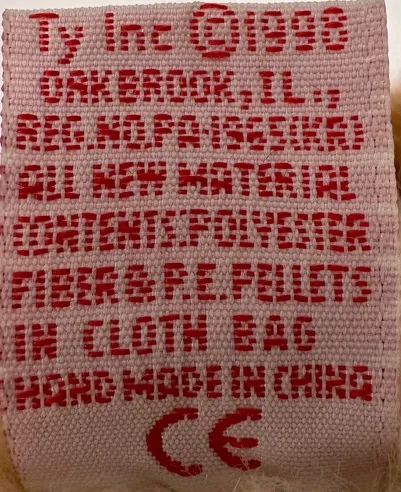 Ty Inc ©1998
OAKBROOK, IL.,
REG.NO.PA-1965(KR)
ALL NEW MATERIAL
CONTENTS:POLYESTER
FIBER & P.E.PELLETS
IN CLOTH BAG
HAND MADE IN CHINA
CE